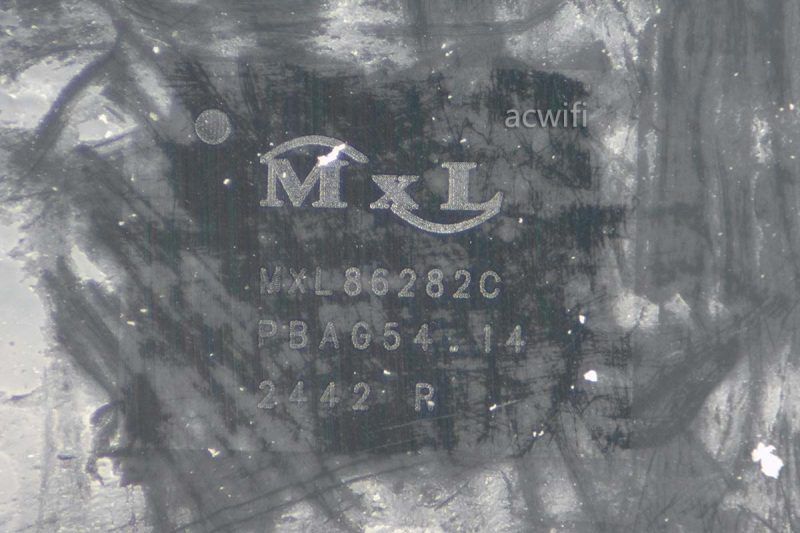 acwifi
MxL
MXL86282C
PBAG54.14
2442 R